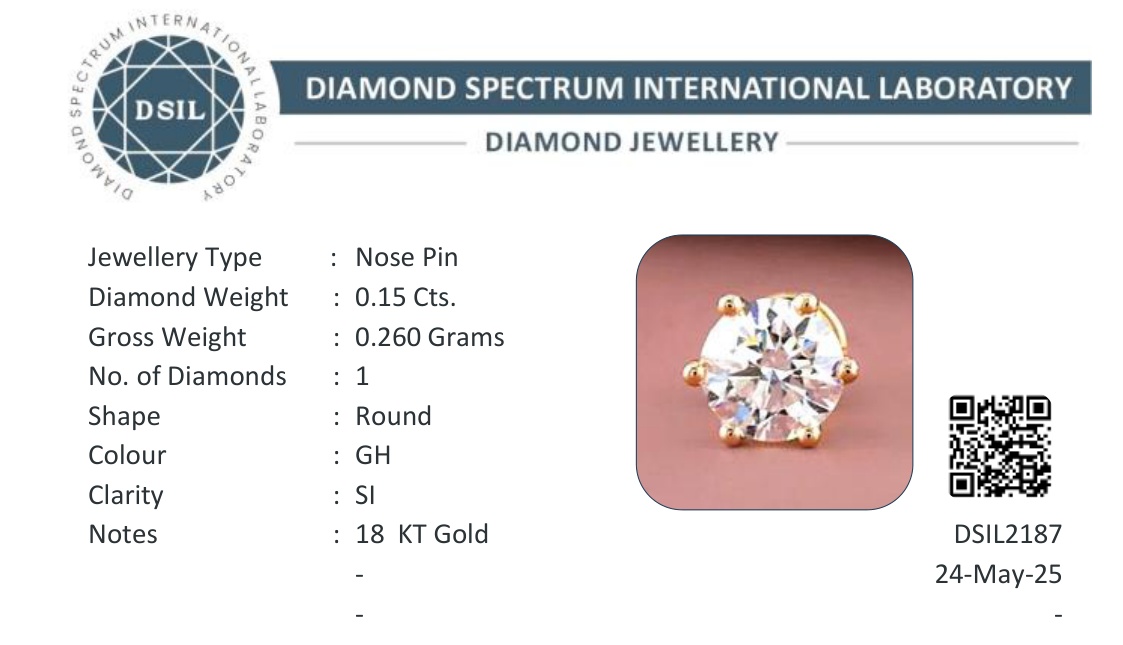 DIAMOND SPECTRUM INTERNATIONAL LABORATORY
DSIL
DIAMOND SPECTRUM INTERNATIONAL LABORATORY
DIAMOND JEWELLERY
Jewellery Type : Nose Pin
Diamond Weight : 0.15 Cts.
Gross Weight : 0.260 Grams
No. of Diamonds : 1
Shape : Round
Colour : GH
Clarity : SI
Notes : 18 KT Gold
-
-
DSIL2187
24-May-25
-